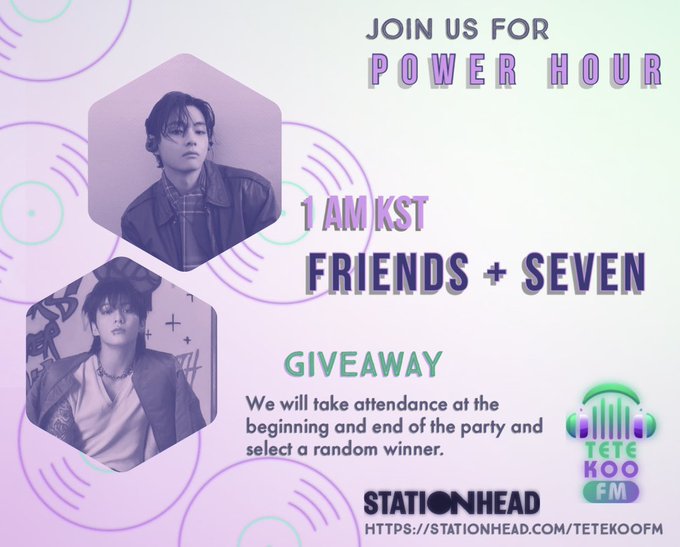 JOIN US FOR
POWER HOUR
1 AM KST
FRIENDS + SEVEN
GIVEAWAY
We will take attendance at the
beginning and end of the party and
select a random winner.
TETE
KOO
FM
STATIONHEAD
HTTPS://STATIONHEAD.COM/TETEKOOFM